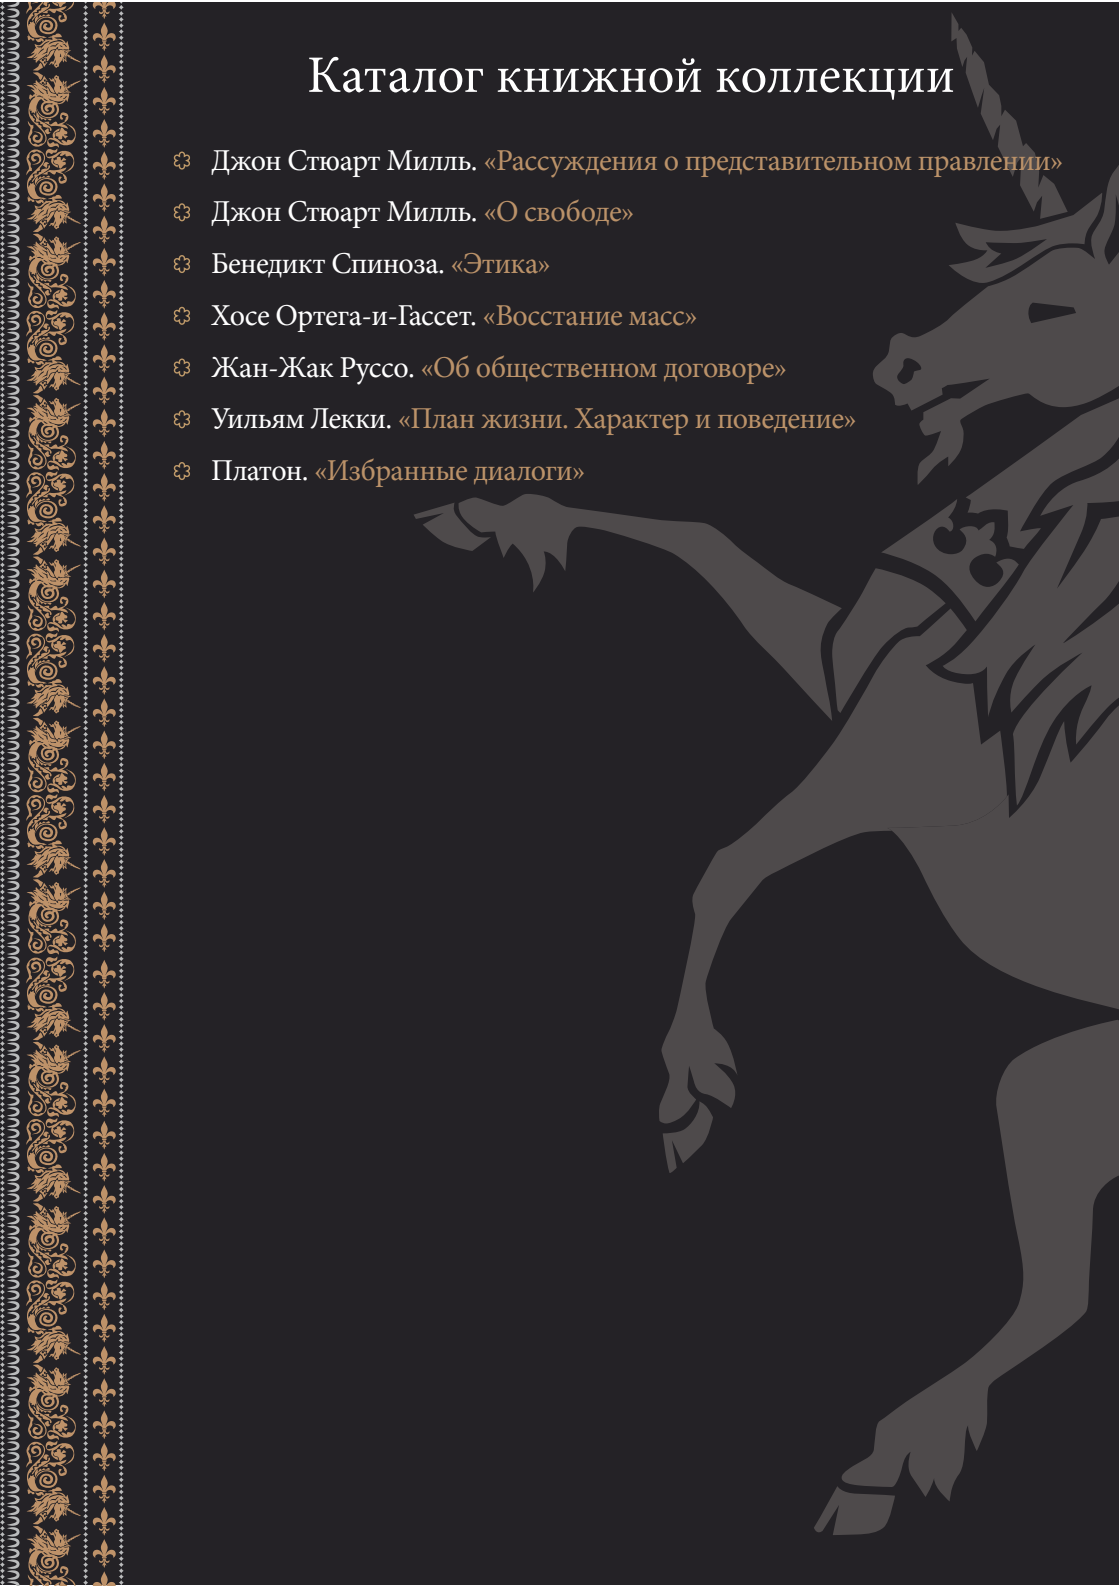 Каталог книжной коллекции
Джон Стюарт Милль. «Рассуждения о представительном правлении»
Джон Стюарт Милль. «О свободе»
Бенедикт Спиноза. «Этика»
Хосе Ортега-и-Гассет. «Восстание масс»
Жан-Жак Руссо. «Об общественном договоре»
Уильям Лекки. «План жизни. Характер и поведение»
Платон. «Избранные диалоги»